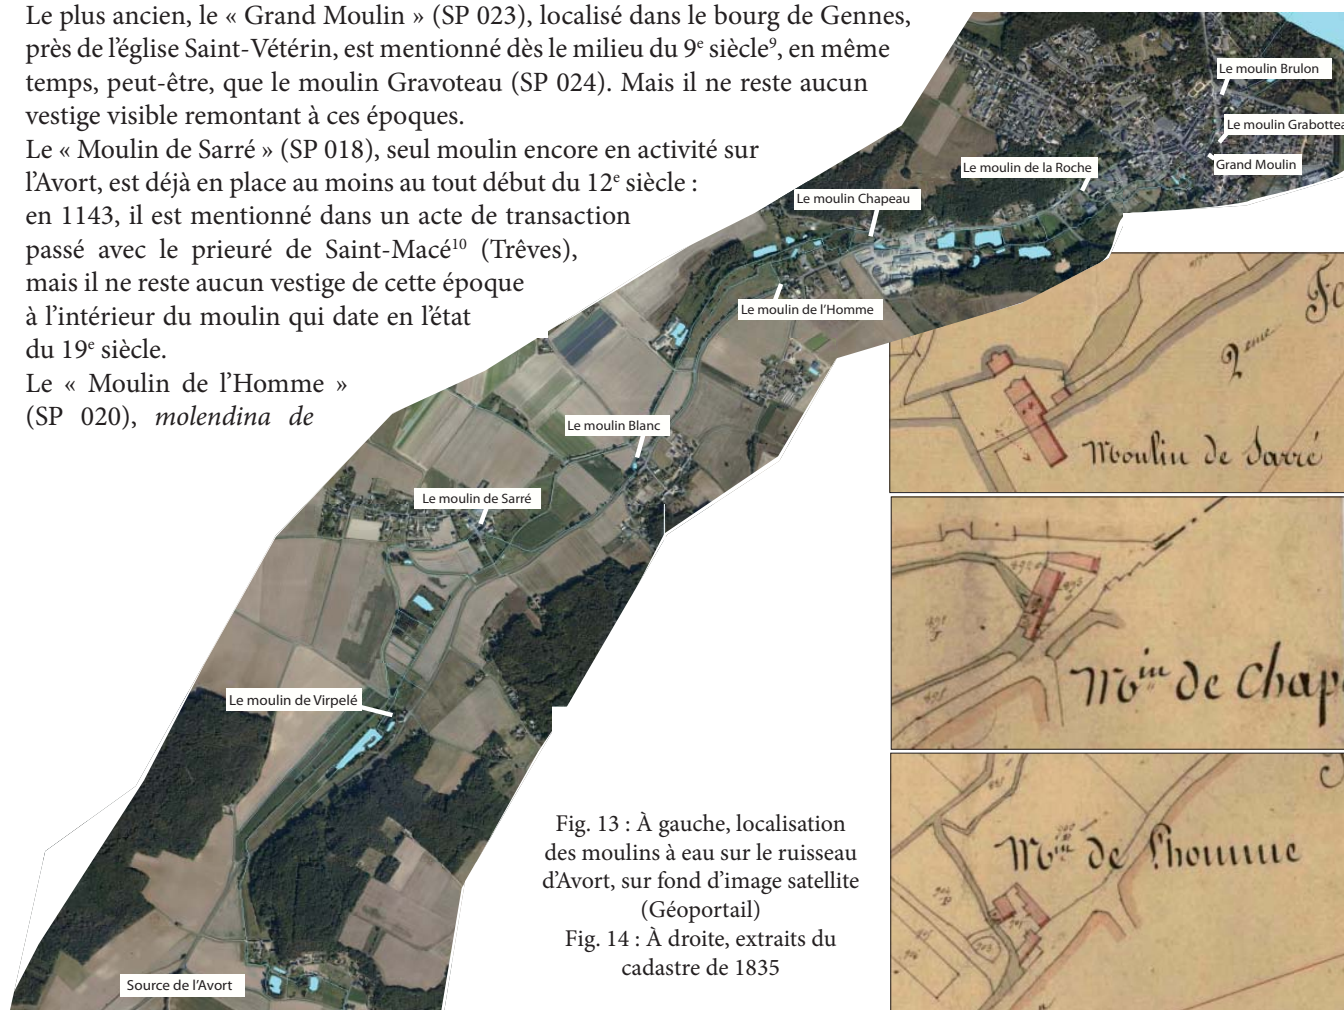 Le plus ancien, le « Grand Moulin » (SP 023), localisé dans le bourg de Gennes,
près de l’église Saint-Vétérin, est mentionné dès le milieu du 9e siècle9, en même
temps, peut-être, que le moulin Gravoteau (SP 024). Mais il ne reste aucun
vestige visible remontant à ces époques.
Le « Moulin de Sarré » (SP 018), seul moulin encore en activité sur
l’Avort, est déjà en place au moins au tout début du 12e siècle :
en 1143, il est mentionné dans un acte de transaction
passé avec le prieuré de Saint-Macé10 (Trêves),
mais il ne reste aucun vestige de cette époque
à l’intérieur du moulin qui date en l’état
du 19e siècle.
Le « Moulin de l’Homme »
(SP 020), molendina de
Le moulin Brulon
Le moulin Grabottea
Grand Moulin
Le moulin de la Roche
Le moulin Chapeau
Le moulin de l’Homme
Le moulin Blanc
Le moulin de Sarré
Le moulin de Virpelé
Source de l’Avort
2eme
Moulin de Sarré
Min de Chap
Min de l'homme
Fig. 13 : À gauche, localisation
des moulins à eau sur le ruisseau
d’Avort, sur fond d’image satellite
(Géoportail)
Fig. 14 : À droite, extraits du
cadastre de 1835